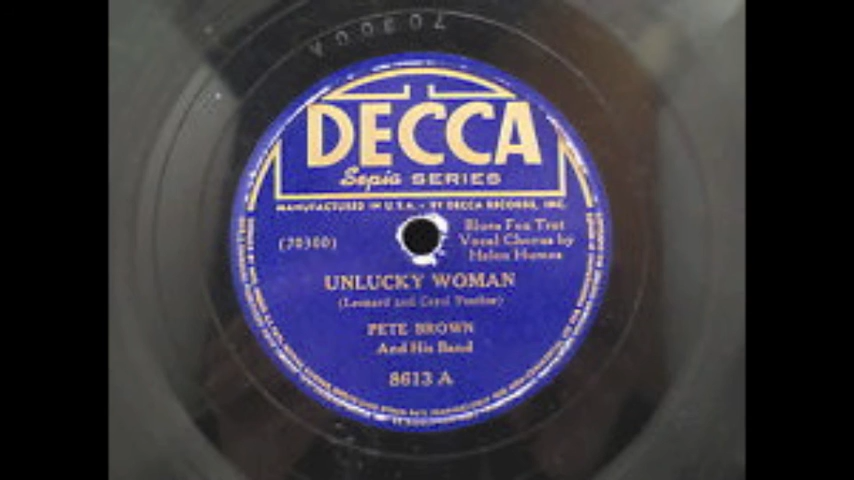 70300A
DECCA
Sepia SERIES
MANUFACTURED IN U.S.A. - BY DECCA RECORDS, INC.
Blues Fox Trot
(70300)
Vocal Chorus by
Helen Humes
UNLUCKY WOMAN
(Leonard and Carol Feather)
PETE BROWN
And His Band
8613 A